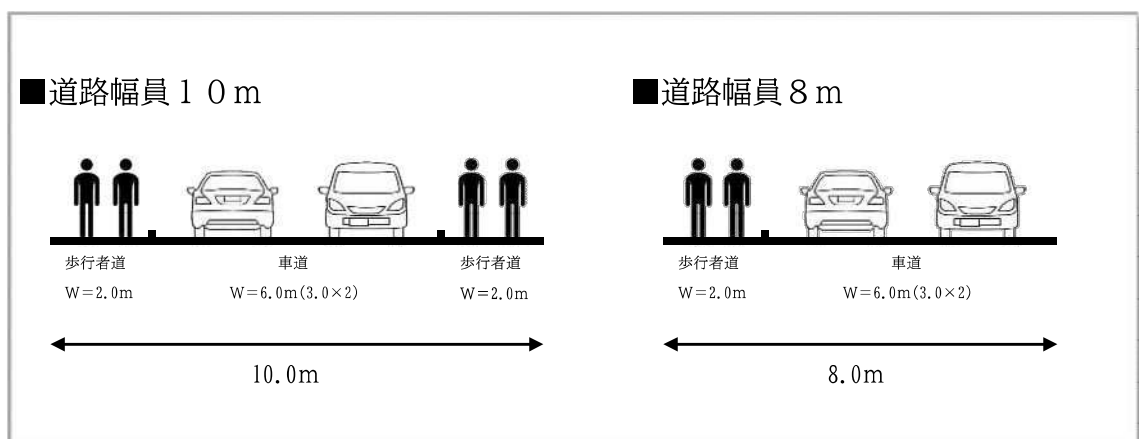 ■道路幅員１０ｍ
歩行者道
車道
歩行者道
W＝2.0m
W＝6.0m(3.0×2)
W＝2.0m
10.0m
■道路幅員８ｍ
歩行者道
車道
W＝2.0m
W＝6.0m(3.0×2)
8.0m